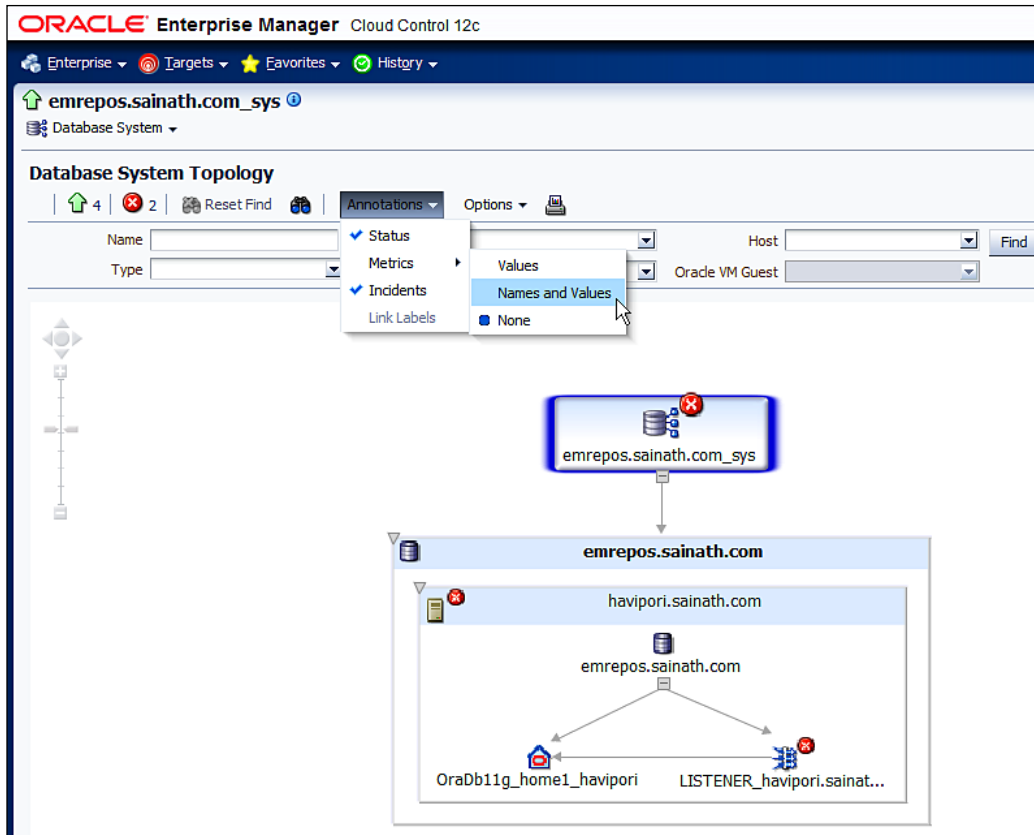 ORACLE Enterprise Manager Cloud Control 12c
Enterprise Targets Favorites History
emrepos.sainath.com_sys
Database System
Database System Topology
4 2 Reset Find Annotations Options
Name Host Find
Type Oracle VM Guest
Status
Metrics
Incidents
Link Labels
Values
Names and Values
None
emrepos.sainath.com_sys
emrepos.sainath.com
havipori.sainath.com
emrepos.sainath.com
OraDb11g_home1_havipori LISTENER_havipori.sainat...